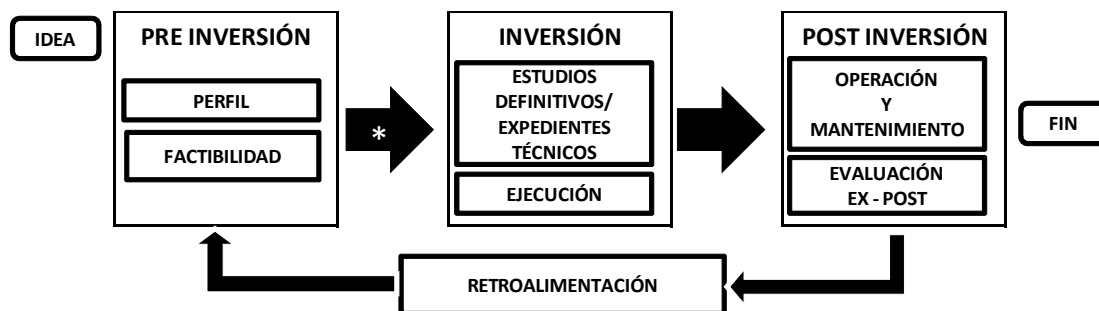 IDEA
PRE INVERSIÓN
PERFIL
FACTIBILIDAD
*
INVERSIÓN
ESTUDIOS
DEFINITIVOS/
EXPEDIENTES
TÉCNICOS
EJECUCIÓN
POST INVERSIÓN
OPERACIÓN
Y
MANTENIMIENTO
EVALUACIÓN
EX - POST
FIN
RETROALIMENTACIÓN